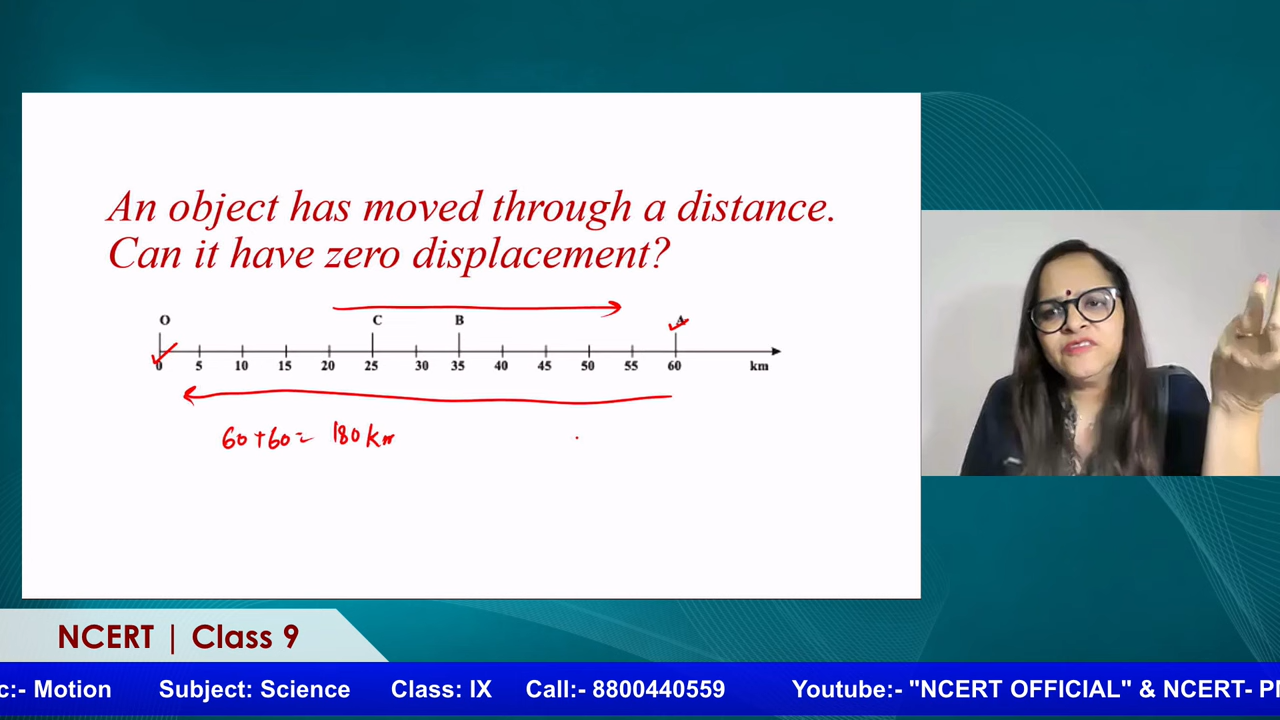 An object has moved through a distance.
Can it have zero displacement?
O C B A
0 5 10 15 20 25 30 35 40 45 50 55 60 km
60+60= 180 km
NCERT | Class 9
c:- Motion Subject: Science Class: IX Call:- 8800440559 Youtube:- "NCERT OFFICIAL" & NCERT- P